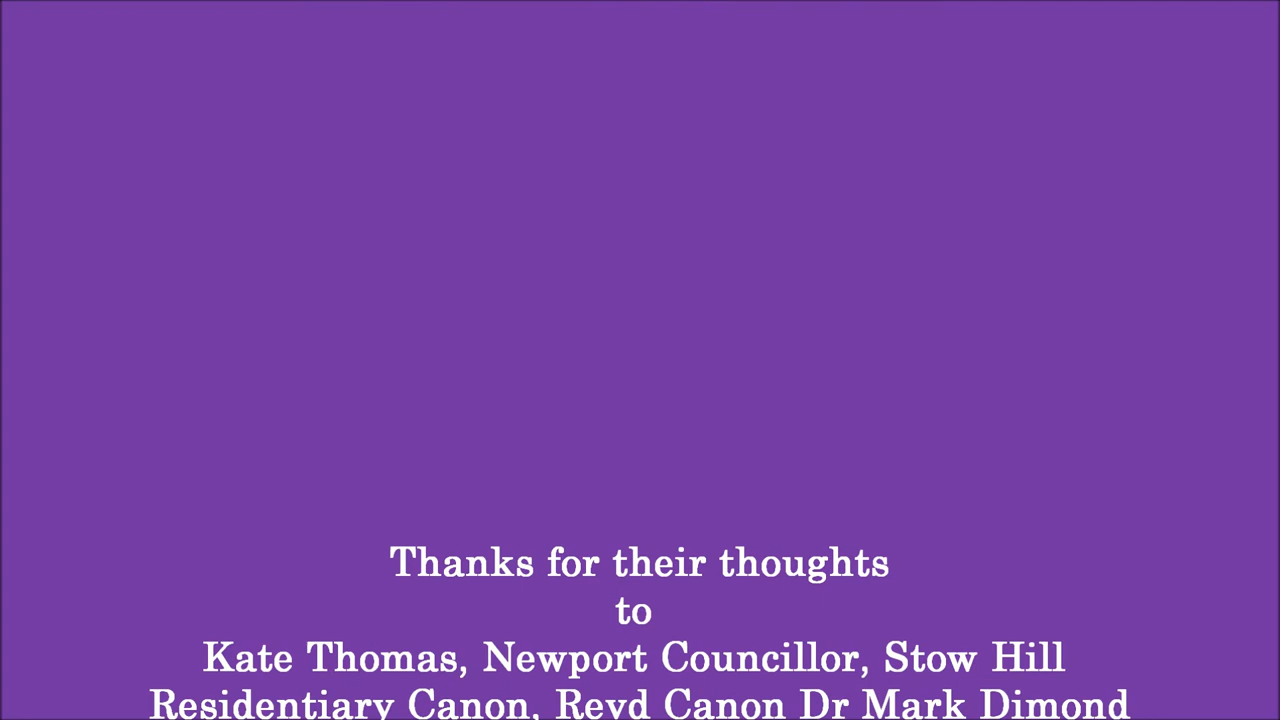 Thanks for their thoughts
to
Kate Thomas, Newport Councillor, Stow Hill
Residentiary Canon, Revd Canon Dr Mark Dimond